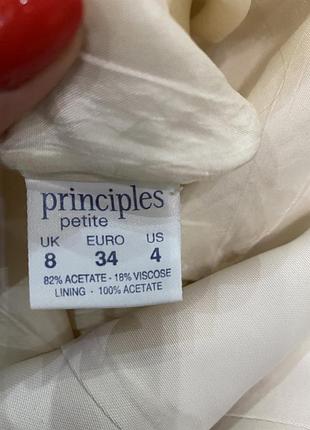 principles
petite
UK EURO US
8 34 4
82% ACETATE - 18% VISCOSE
LINING - 100% ACETATE